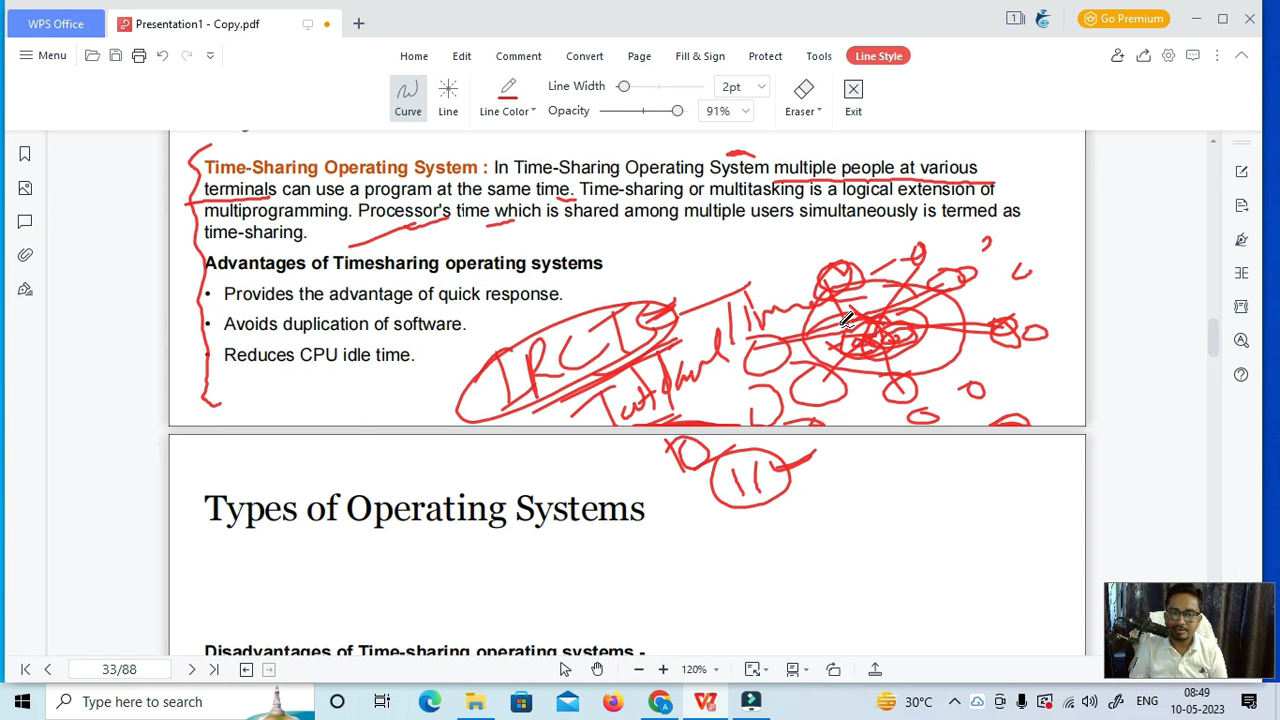 WPS Office
Presentation1 - Copy.pdf
1
Go Premium
Menu
Home Edit Comment Convert Page Fill & Sign Protect Tools Line Style
Curve
Line
Line Color
Line Width
2pt
Opacity
91%
Eraser
Exit
Time-Sharing Operating System : In Time-Sharing Operating System multiple people at various
terminals can use a program at the same time. Time-sharing or multitasking is a logical extension of
multiprogramming. Processor's time which is shared among multiple users simultaneously is termed as
time-sharing.
Advantages of Timesharing operating systems
• Provides the advantage of quick response.
• Avoids duplication of software.
• Reduces CPU idle time.
IRCTC
Tatkal Time
10
11
Types of Operating Systems
Disadvantages of Time-sharing operating systems -
33/88
120%
Type here to search
30°C
ENG
08:49
10-05-2023